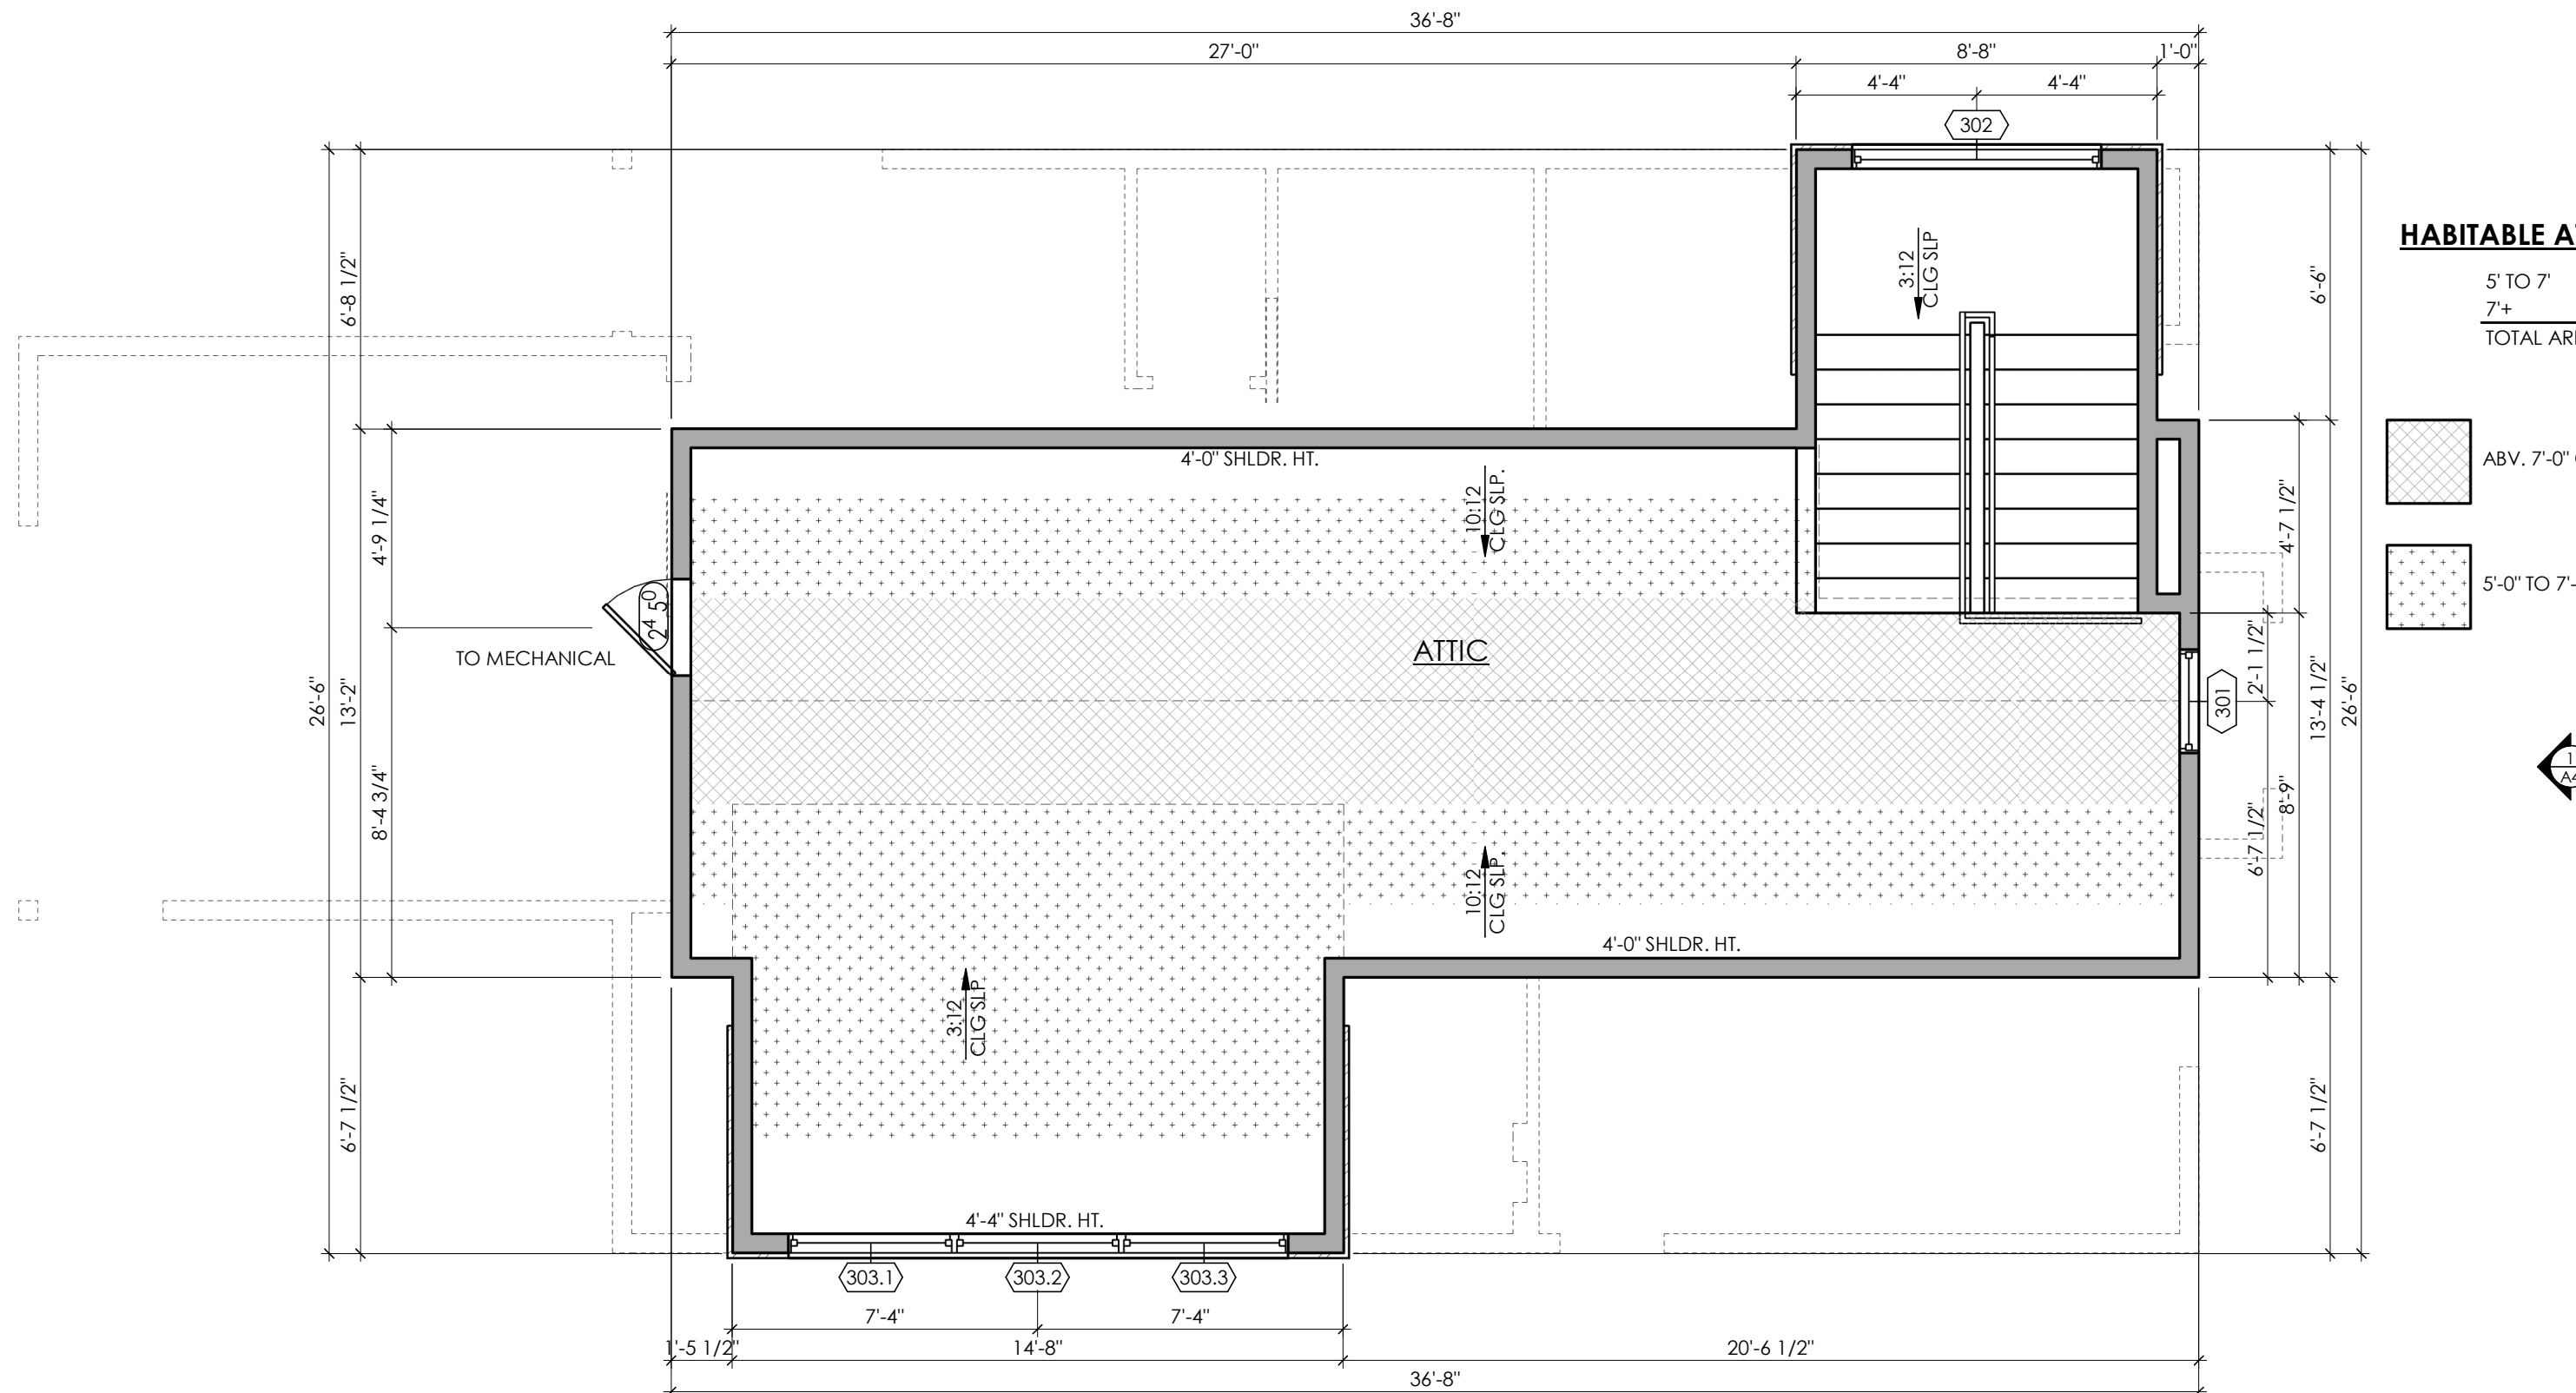 36'-8"
27'-0"
8'-8"
1'-0"
4'-4"
4'-4"
302
HABITABLE
5' TO 7'
7'+
TOTAL
6'-8 1/2"
6'-6"
3:12
CLG SLP
4'-0" SHLDR. HT.
10:12
CLG SLP.
ABV. 7'-0"
4'-9 1/4"
4'-7 1/2"
5'-0" TO 7'-
2⁴ 5⁰
TO MECHANICAL
ATTIC
2'-1 1/2"
301
26'-6"
13'-2"
13'-4 1/2"
26'-6"
1
8'-4 3/4"
8'-9"
6'-7 1/2"
10:12
CLG SLP.
4'-0" SHLDR. HT.
3:12
CLG SLP.
6'-7 1/2"
6'-7 1/2"
4'-4" SHLDR. HT.
303.1
303.2
303.3
7'-4"
7'-4"
1'-5 1/2"
14'-8"
20'-6 1/2"
36'-8"